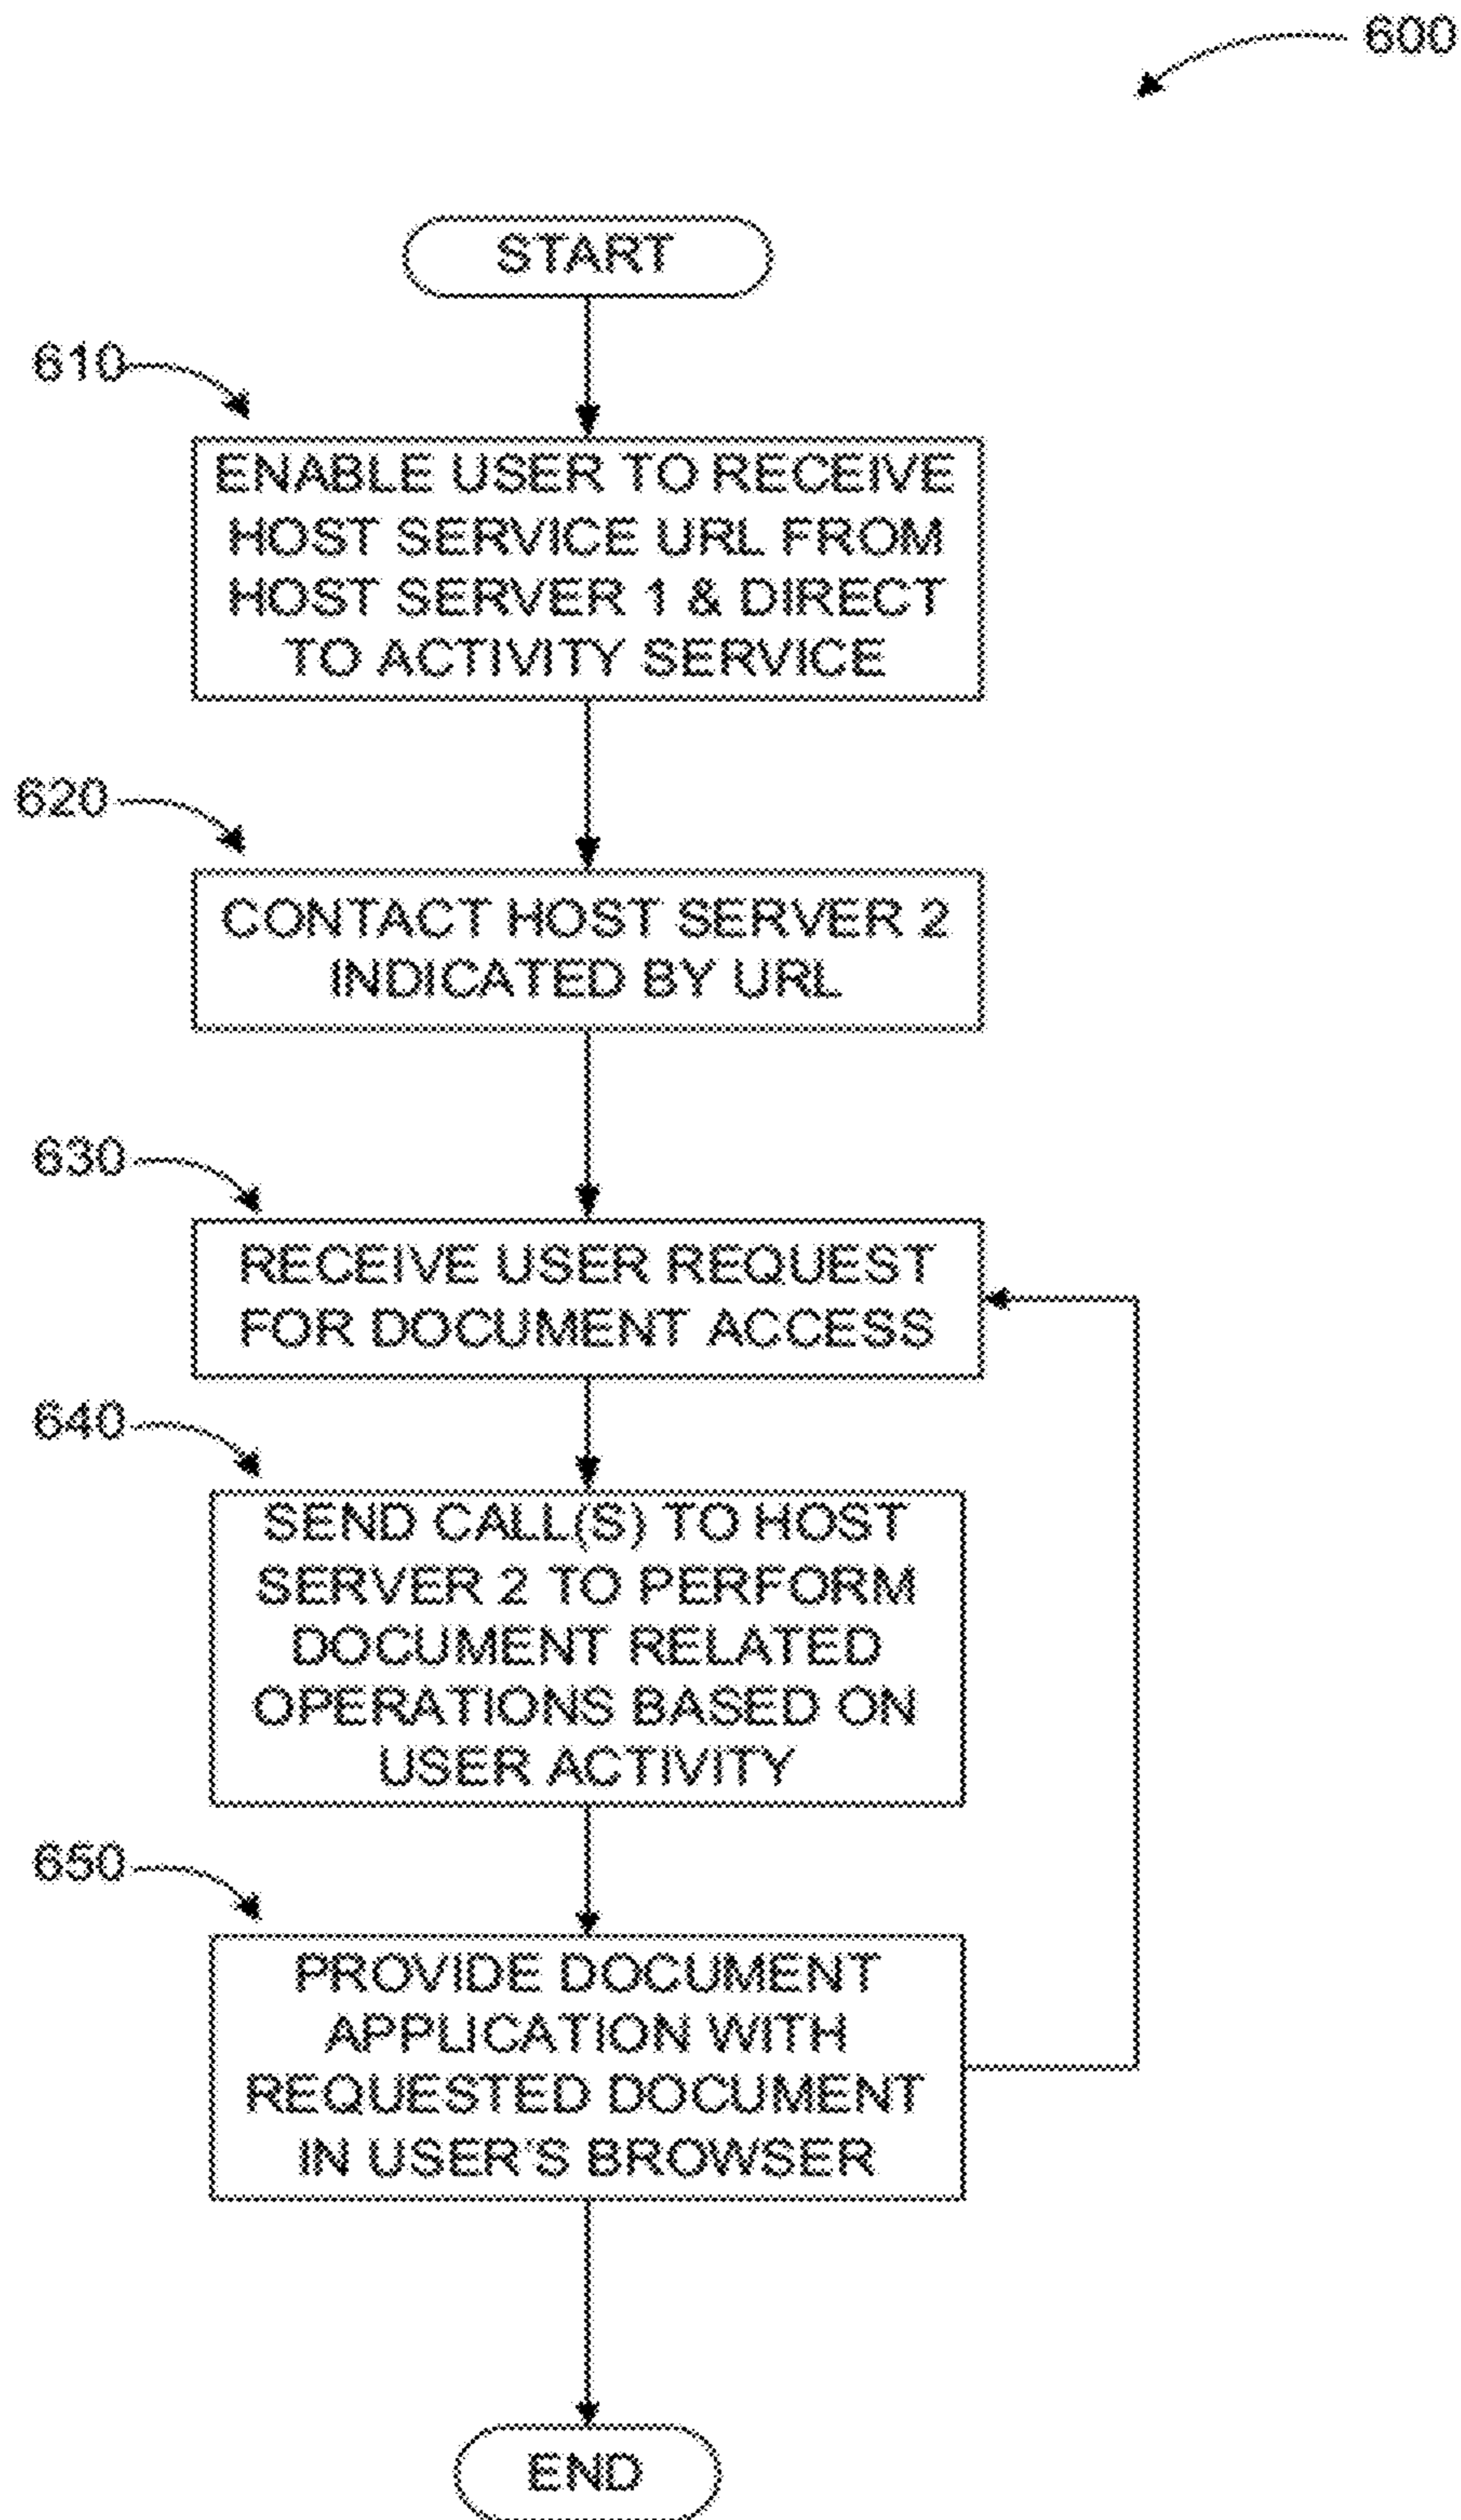 600
START
610
ENABLE USER TO RECEIVE
HOST SERVICE URL FROM
HOST SERVER 1 & DIRECT
TO ACTIVITY SERVICE
620
CONTACT HOST SERVER 2
INDICATED BY URL
630
RECEIVE USER REQUEST
FOR DOCUMENT ACCESS
640
SEND CALL(S) TO HOST
SERVER 2 TO PERFORM
DOCUMENT RELATED
OPERATIONS BASED ON
USER ACTIVITY
650
PROVIDE DOCUMENT
APPLICATION WITH
REQUESTED DOCUMENT
IN USER'S BROWSER
END